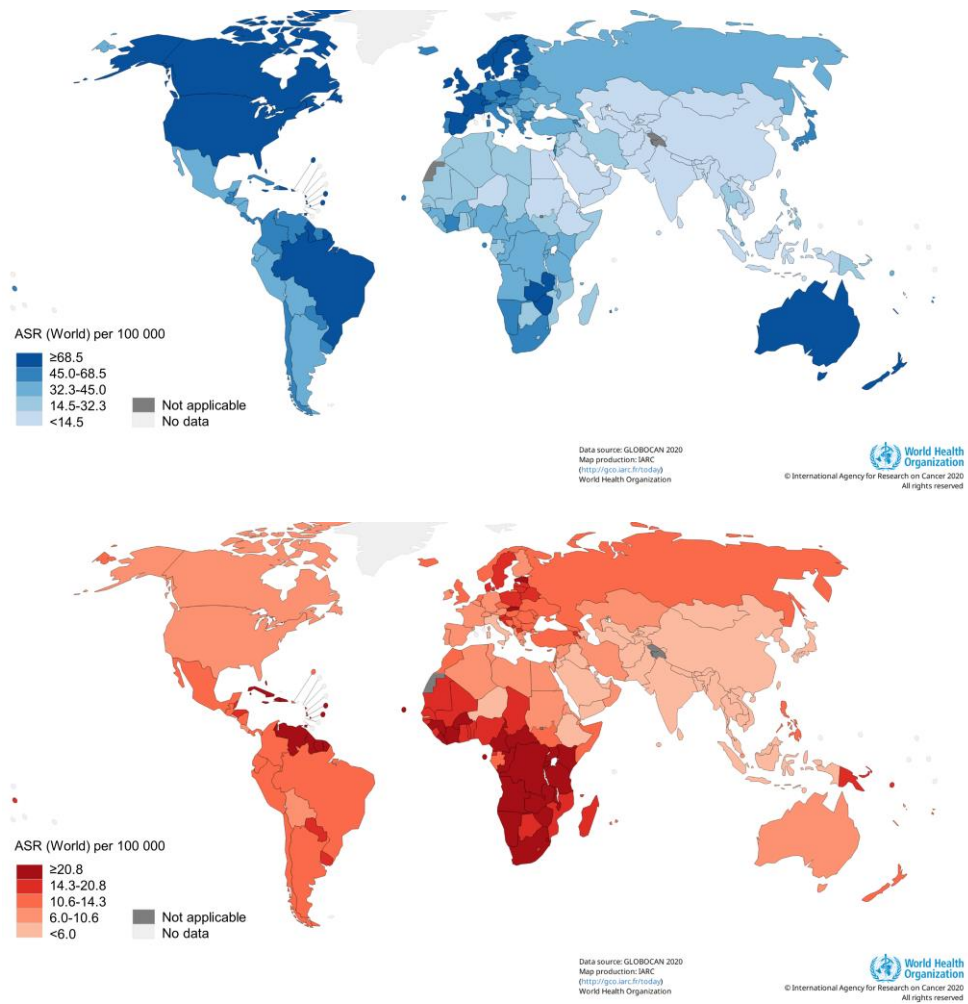 ASR (World) per 100 000
≥68.5
45.0-68.5
32.3-45.0
14.5-32.3
<14.5
Not applicable
No data
Data source: GLOBOCAN 2020
Map production: IARC
(http://gco.iarc.fr/today)
World Health Organization
World Health
Organization
© International Agency for Research on Cancer 2020
All rights reserved
ASR (World) per 100 000
≥20.8
14.3-20.8
10.6-14.3
6.0-10.6
<6.0
Not applicable
No data
Data source: GLOBOCAN 2020
Map production: IARC
(http://gco.iarc.fr/today)
World Health Organization
World Health
Organization
© International Agency for Research on Cancer 2020
All rights reserved